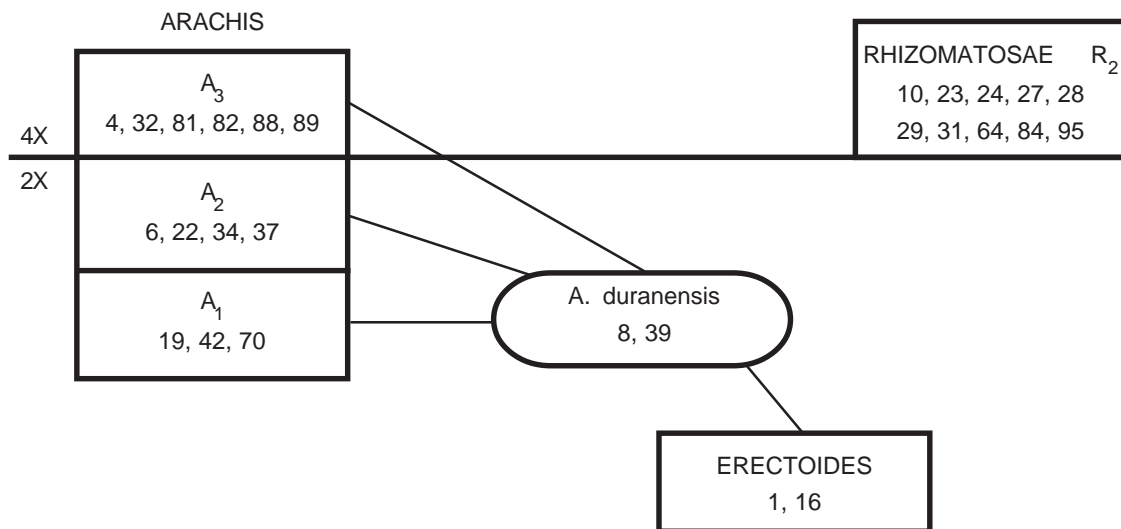 ARACHIS
A3
4, 32, 81, 82, 88, 89
RHIZOMATOSAE R2
10, 23, 24, 27, 28
29, 31, 64, 84, 95
4X
2X
A2
6, 22, 34, 37
A1
19, 42, 70
A. duranensis
8, 39
ERECTOIDES
1, 16